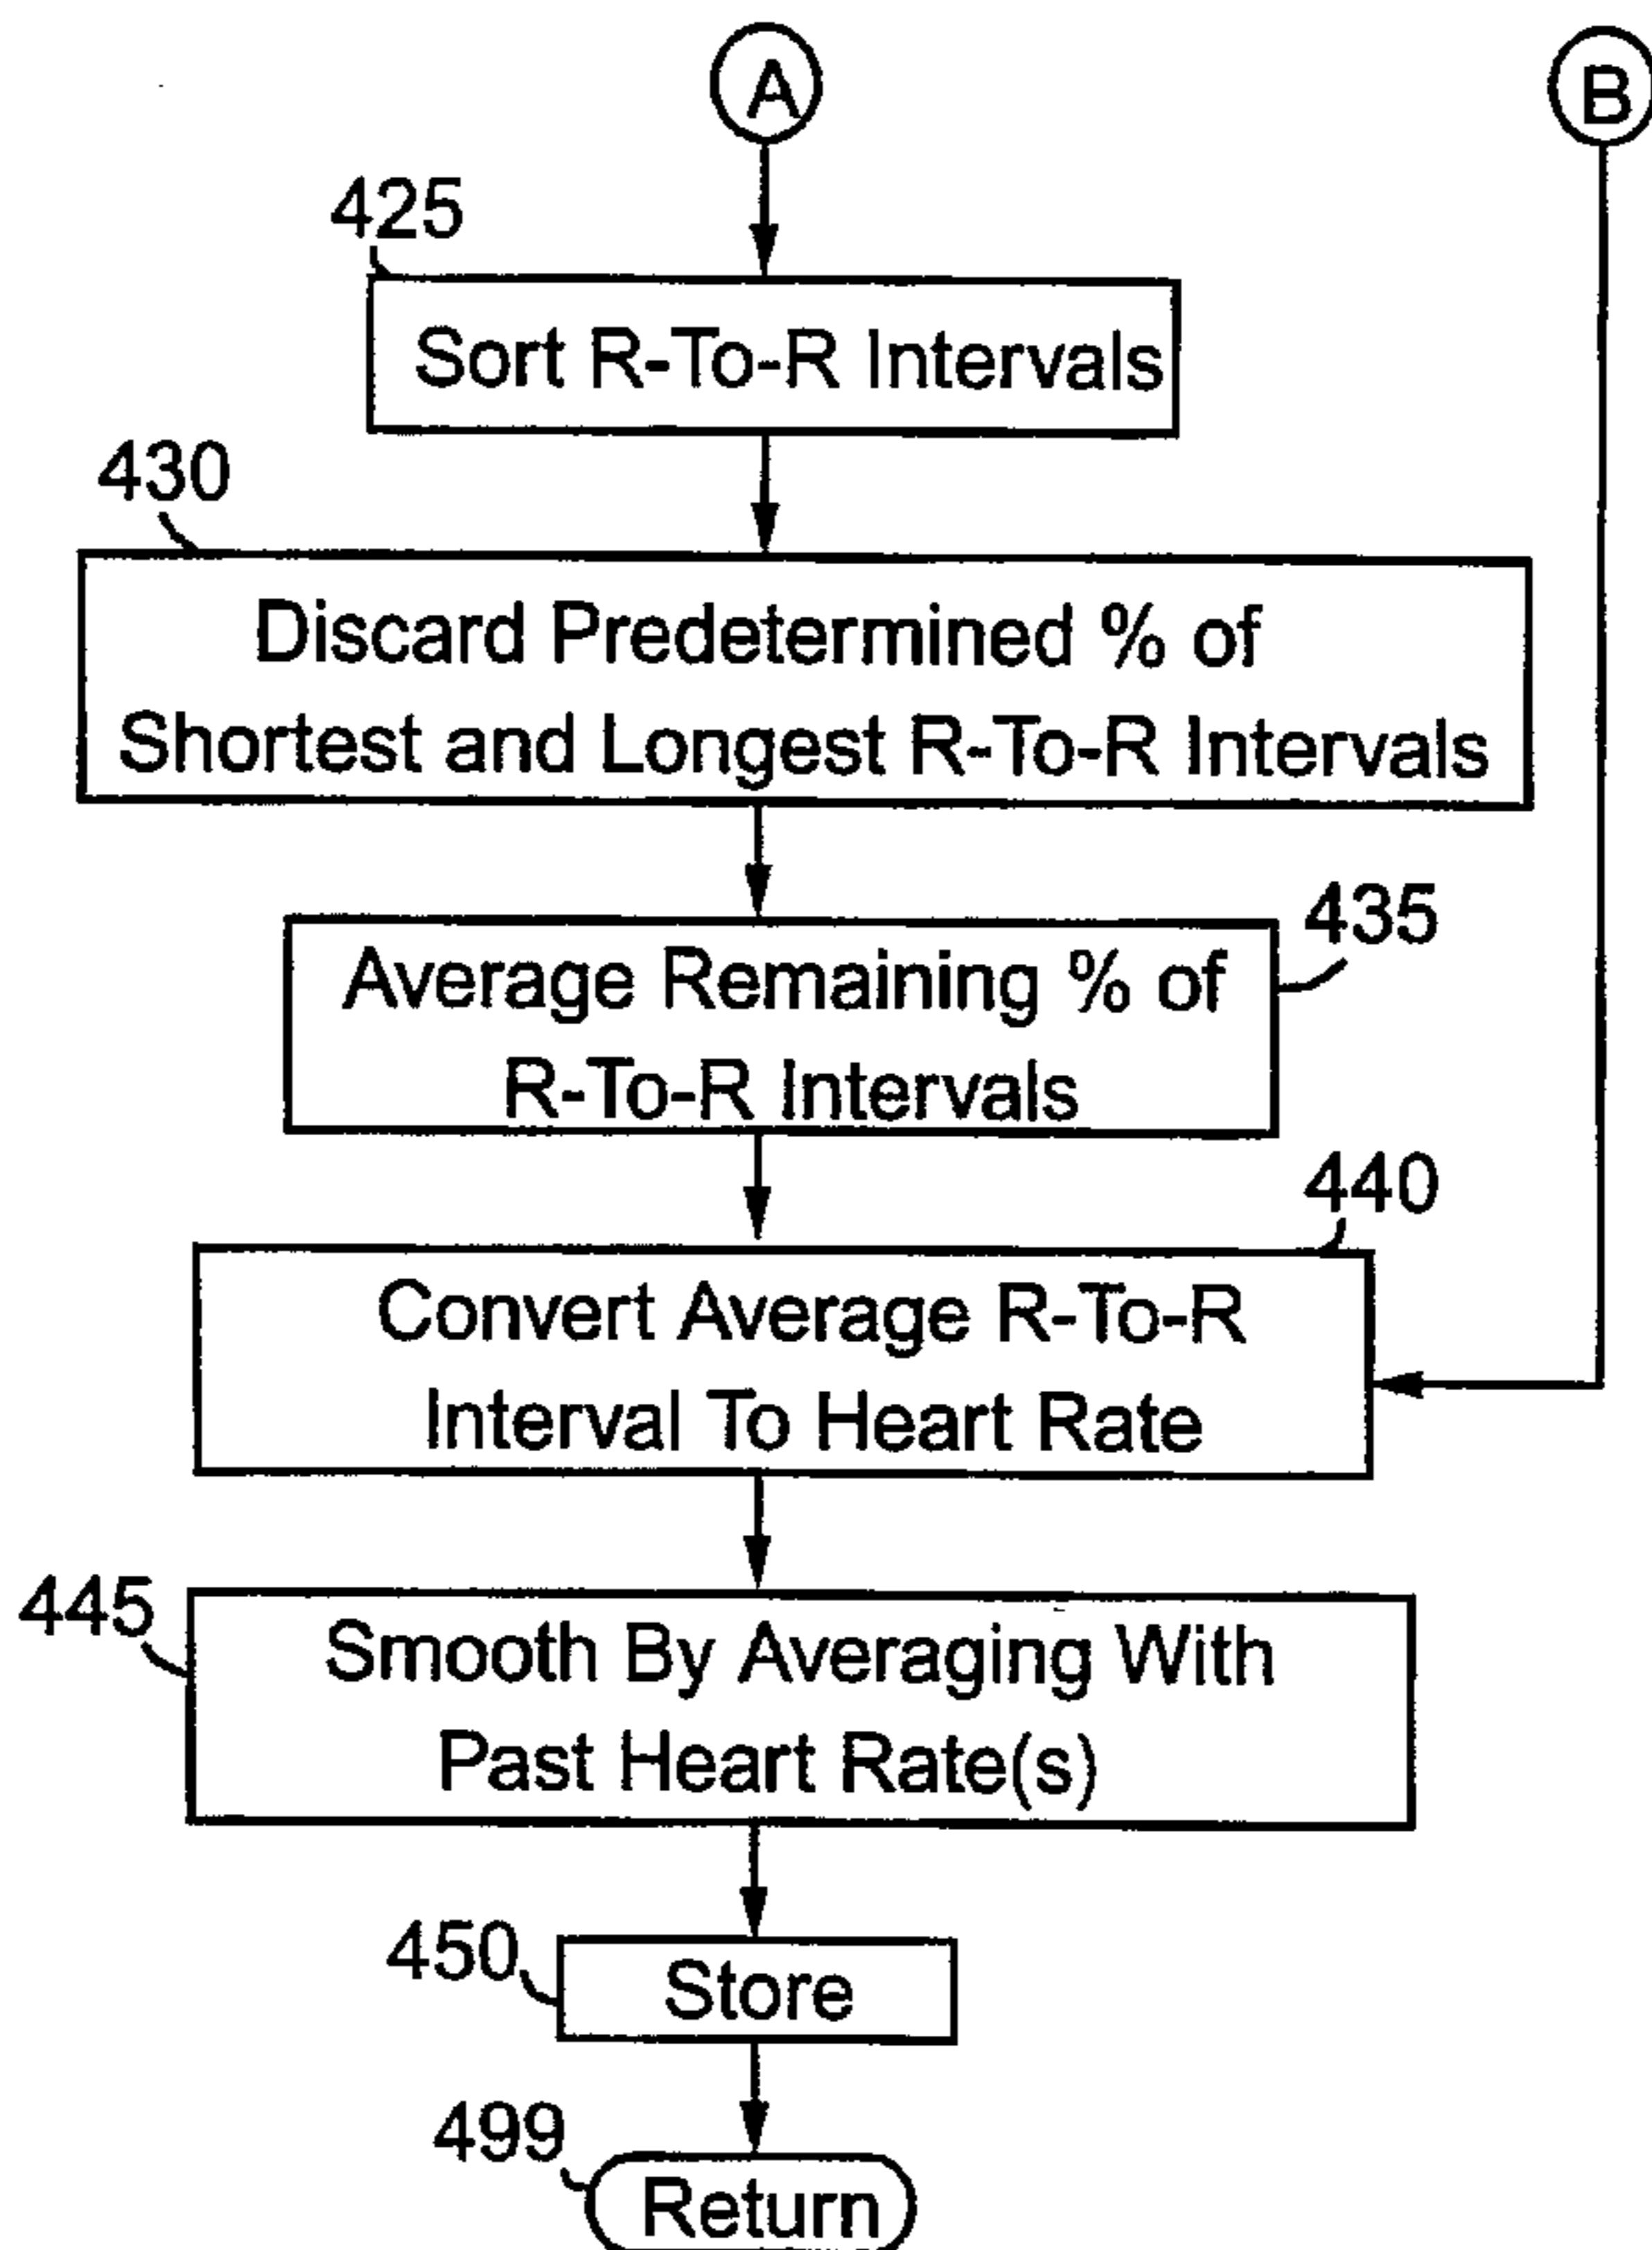 A
B
425
Sort R-To-R Intervals
430
Discard Predetermined % of
Shortest and Longest R-To-R Intervals
435
Average Remaining % of
R-To-R Intervals
440
Convert Average R-To-R
Interval To Heart Rate
445
Smooth By Averaging With
Past Heart Rate(s)
450
Store
499
Return